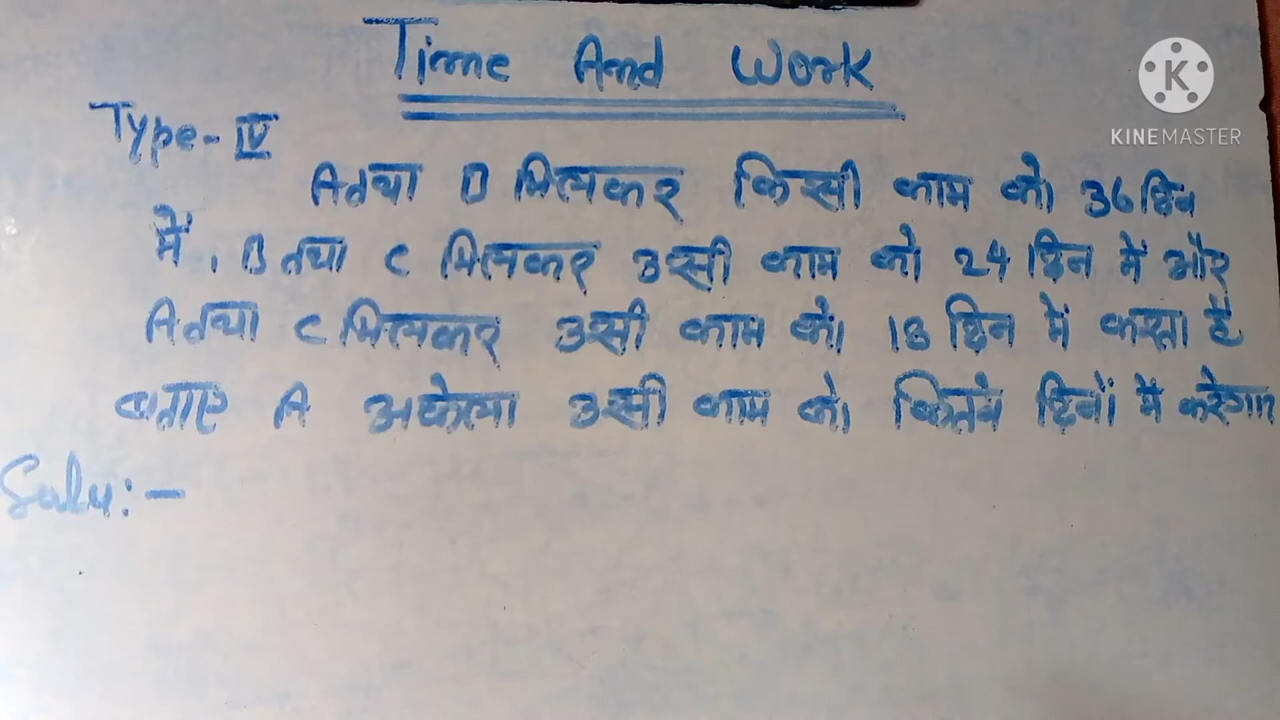 Time And Work
KINEMASTER
Type-IV
A तथा B मिलकर किसी काम को 36 दिन
में, B तथा C मिलकर उसी काम को 24 दिन में और
A तथा C मिलकर उसी काम को 18 दिन में करता है
बताए A अकेला उसी काम को कितने दिनों में करेगा
Solu:-